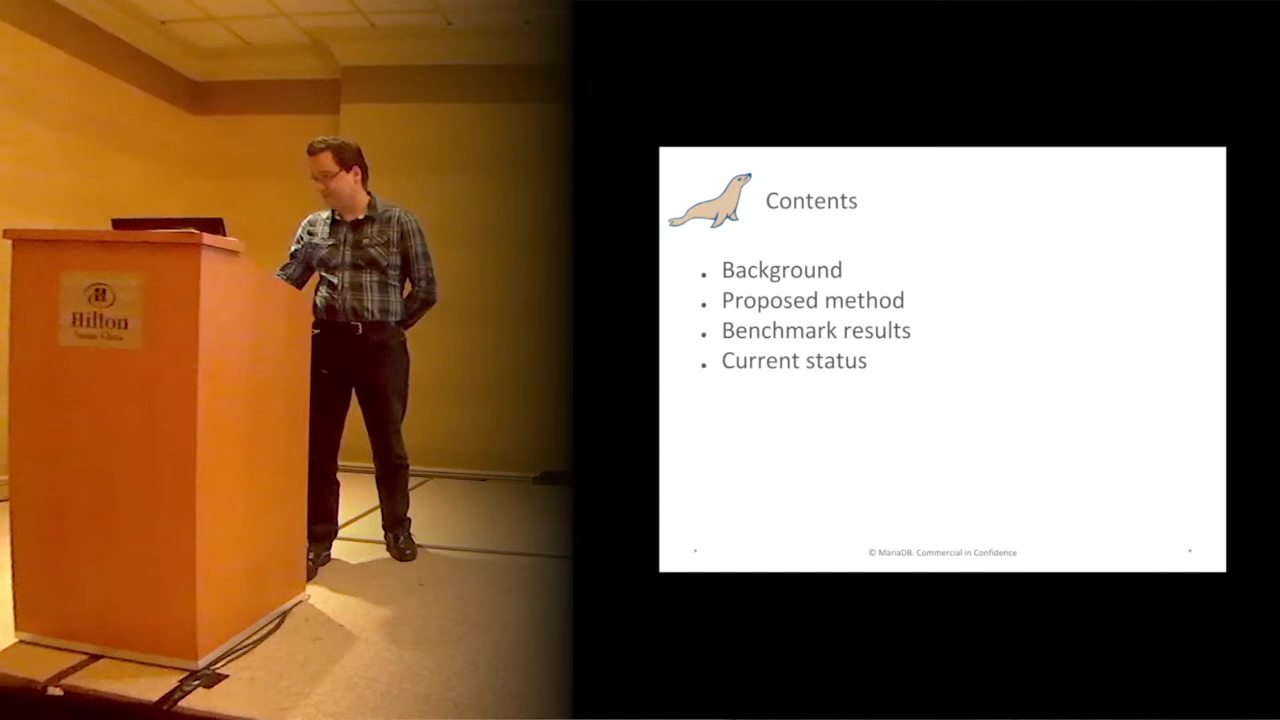 Hilton
Contents
Background
Proposed method
Benchmark results
Current status
© MariaDB. Commercial in Confidence